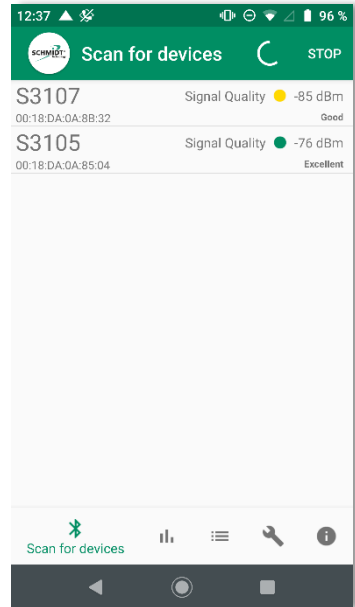 12:37 96 %
SCHMIDT
Scan for devices STOP
S3107 Signal Quality -85 dBm
00:18:DA:0A:8B:32 Good
S3105 Signal Quality -76 dBm
00:18:DA:0A:85:04 Excellent
Scan for devices